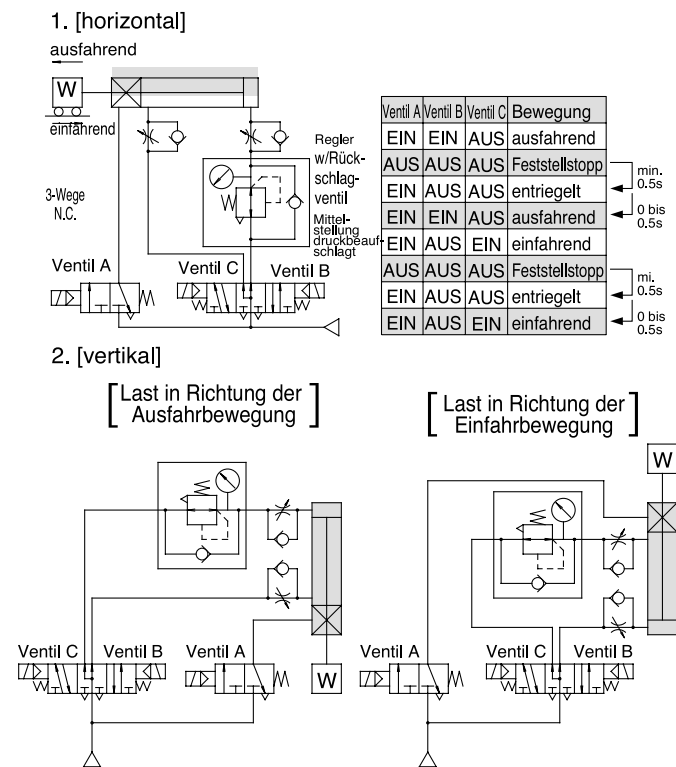 1. [horizontal]
ausfahrend
W
einfahrend
3-Wege
N.C.
Regler
w/Rück-
schlag-
ventil
Mittel-
stellung
druckbeauf-
schlagt
Ventil A
Ventil C
Ventil B
Ventil A Ventil B Ventil C Bewegung
EIN EIN AUS ausfahrend
AUS AUS AUS Feststellstopp
EIN AUS AUS entriegelt
EIN EIN AUS ausfahrend
EIN AUS EIN einfahrend
AUS AUS AUS Feststellstopp
EIN AUS AUS entriegelt
EIN AUS EIN einfahrend
min.
0.5s
0 bis
0.5s
mi.
0.5s
0 bis
0.5s
2. [vertikal]
[Last in Richtung der
Ausfahrbewegung]
Ventil C Ventil B
Ventil A
W
[Last in Richtung der
Einfahrbewegung]
W
Ventil A
Ventil C Ventil B